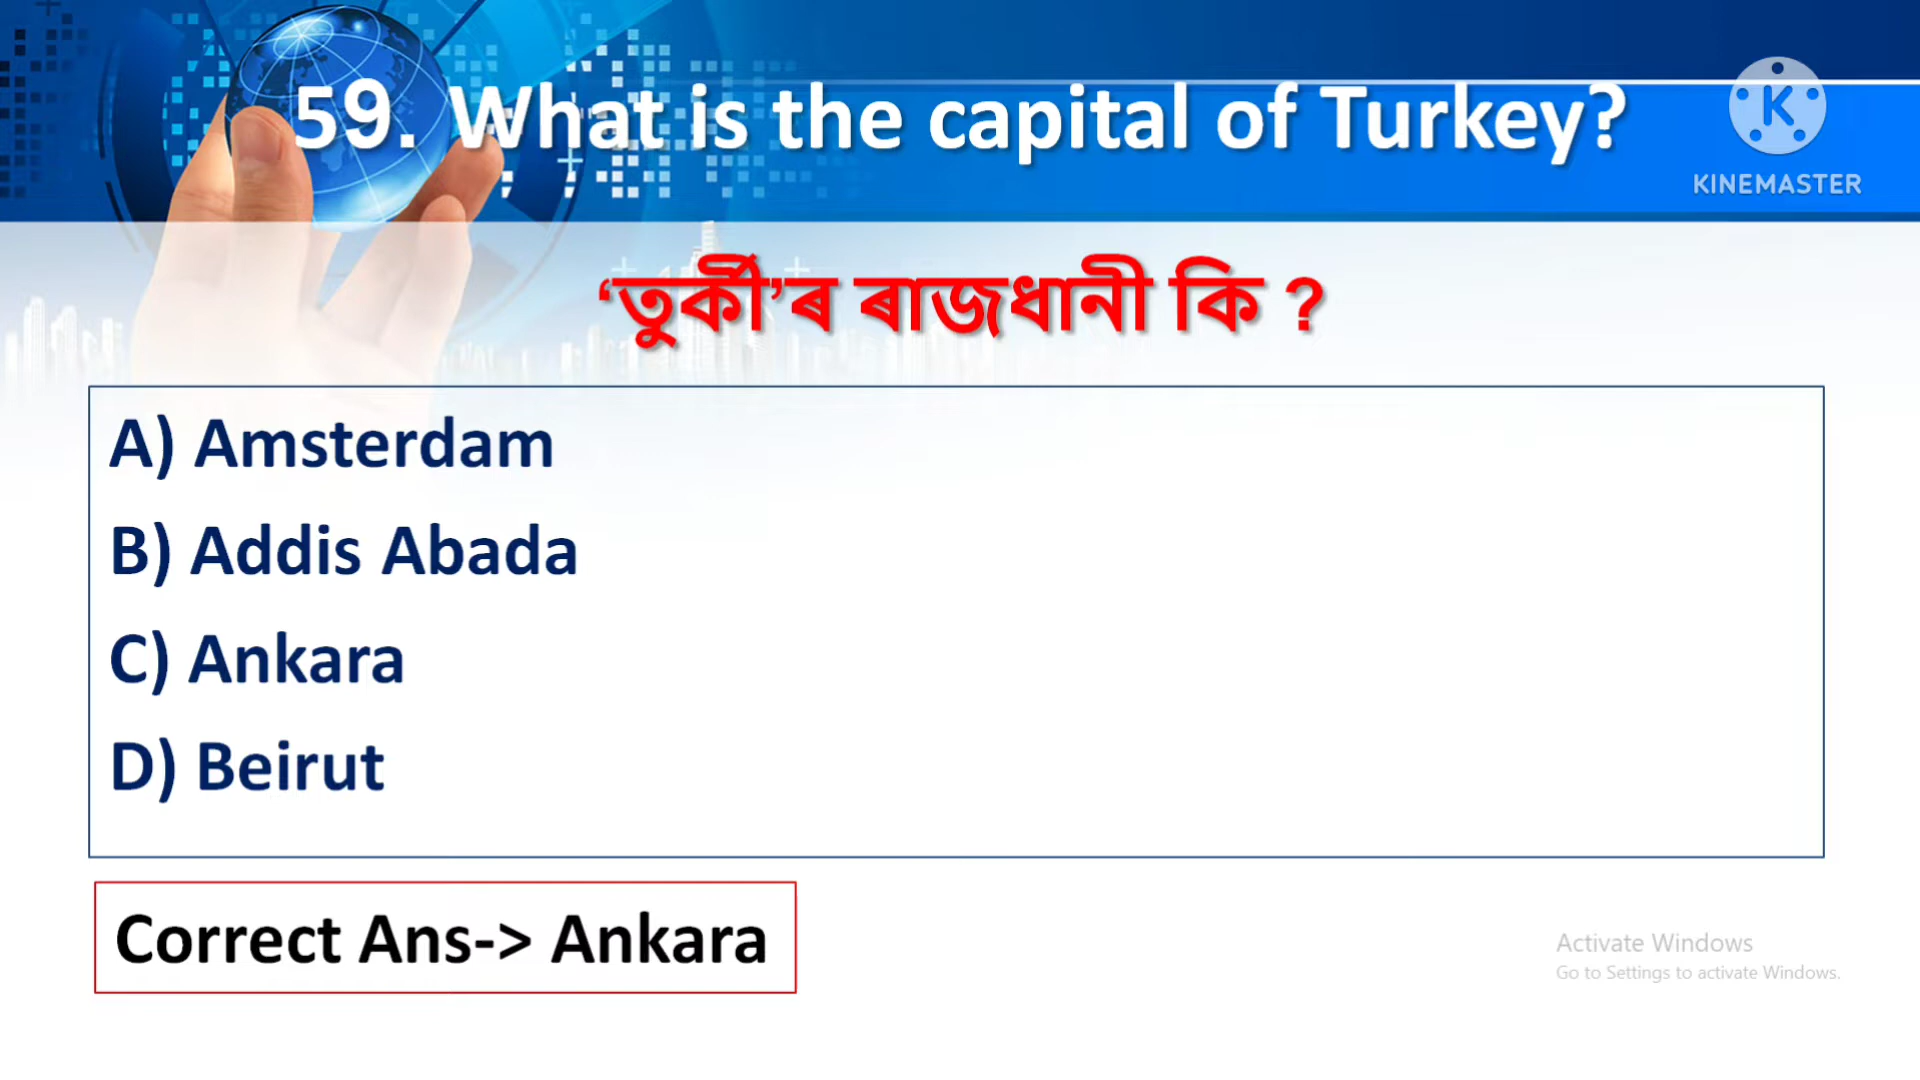 59. What is the capital of Turkey?
KINEMASTER
‘তুৰ্কী’ৰ ৰাজধানী কি ?
A) Amsterdam
B) Addis Abada
C) Ankara
D) Beirut
Correct Ans-> Ankara
Activate Windows
Go to Settings to activate Windows.